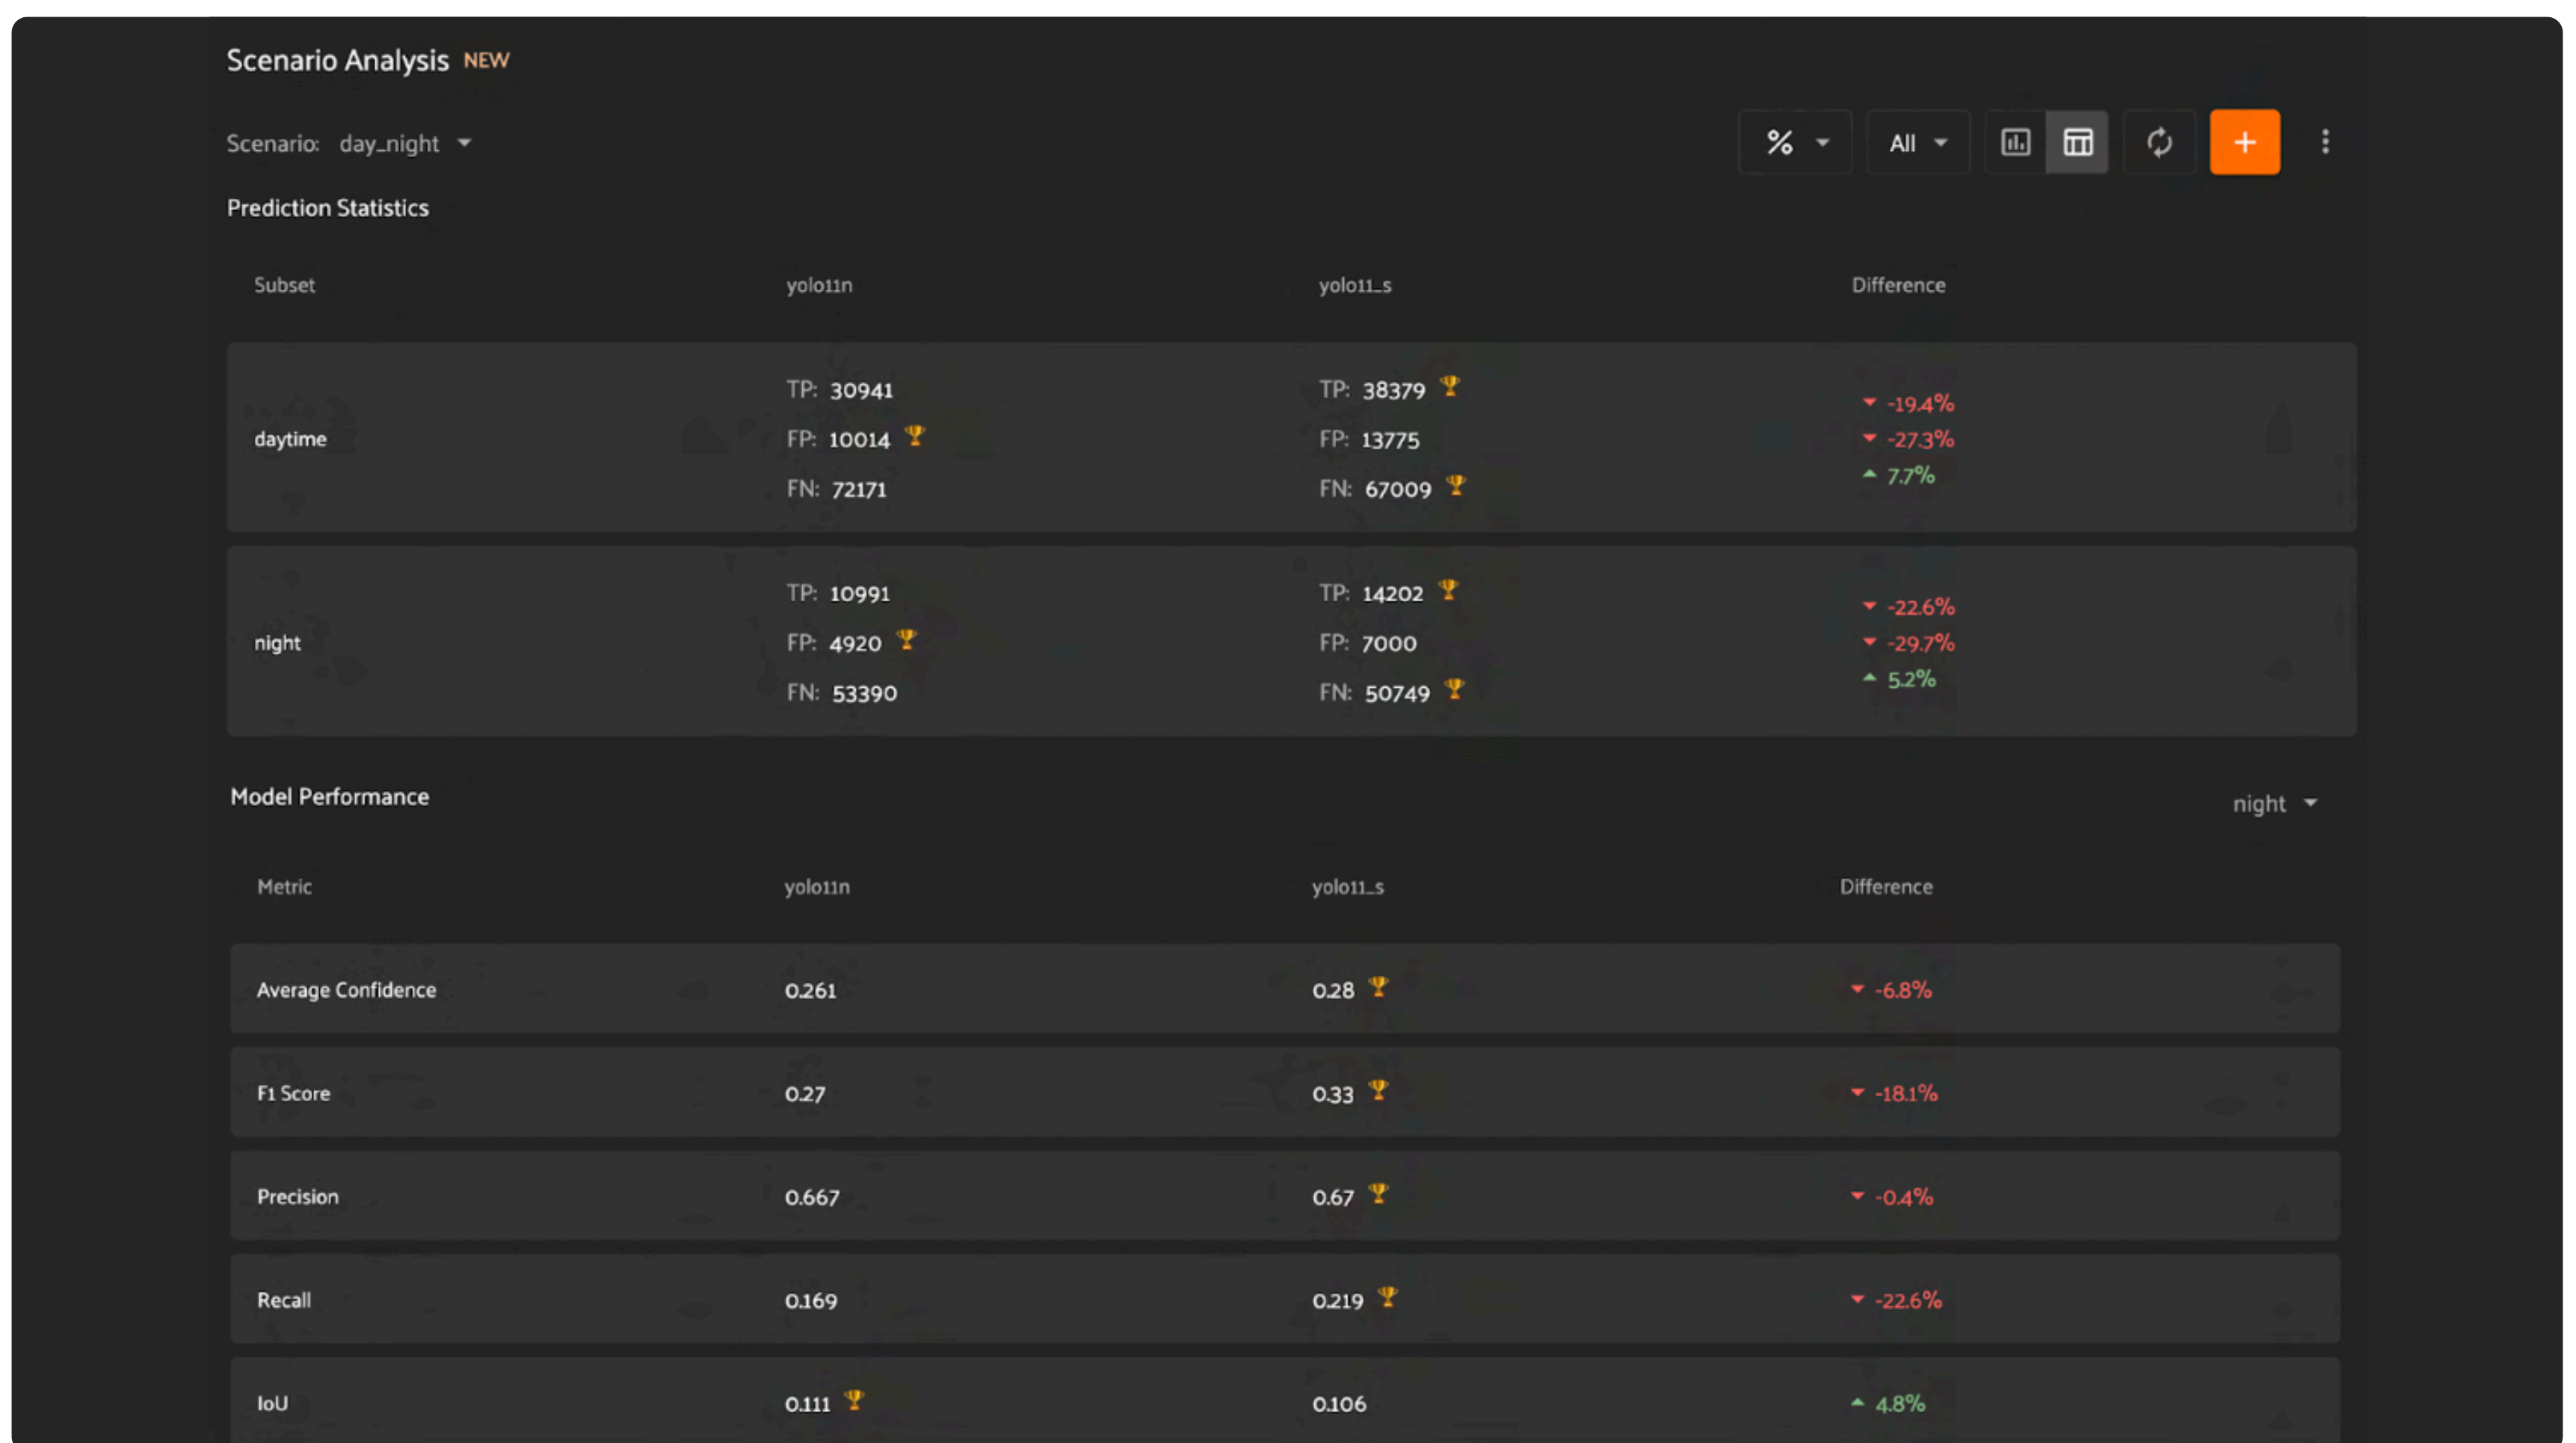 Scenario Analysis NEW
Scenario: day_night
% All +
Prediction Statistics
Subset yolo11n yolo11_s Difference
TP: 30941 TP: 38379 -19.4%
daytime FP: 10014 FP: 13775 -27.3%
FN: 72171 FN: 67009 7.7%
TP: 10991 TP: 14202 -22.6%
night FP: 4920 FP: 7000 -29.7%
FN: 53390 FN: 50749 5.2%
Model Performance night
Metric yolo11n yolo11_s Difference
Average Confidence 0.261 0.28 -6.8%
F1 Score 0.27 0.33 -18.1%
Precision 0.667 0.67 -0.4%
Recall 0.169 0.219 -22.6%
IoU 0.111 0.106 4.8%